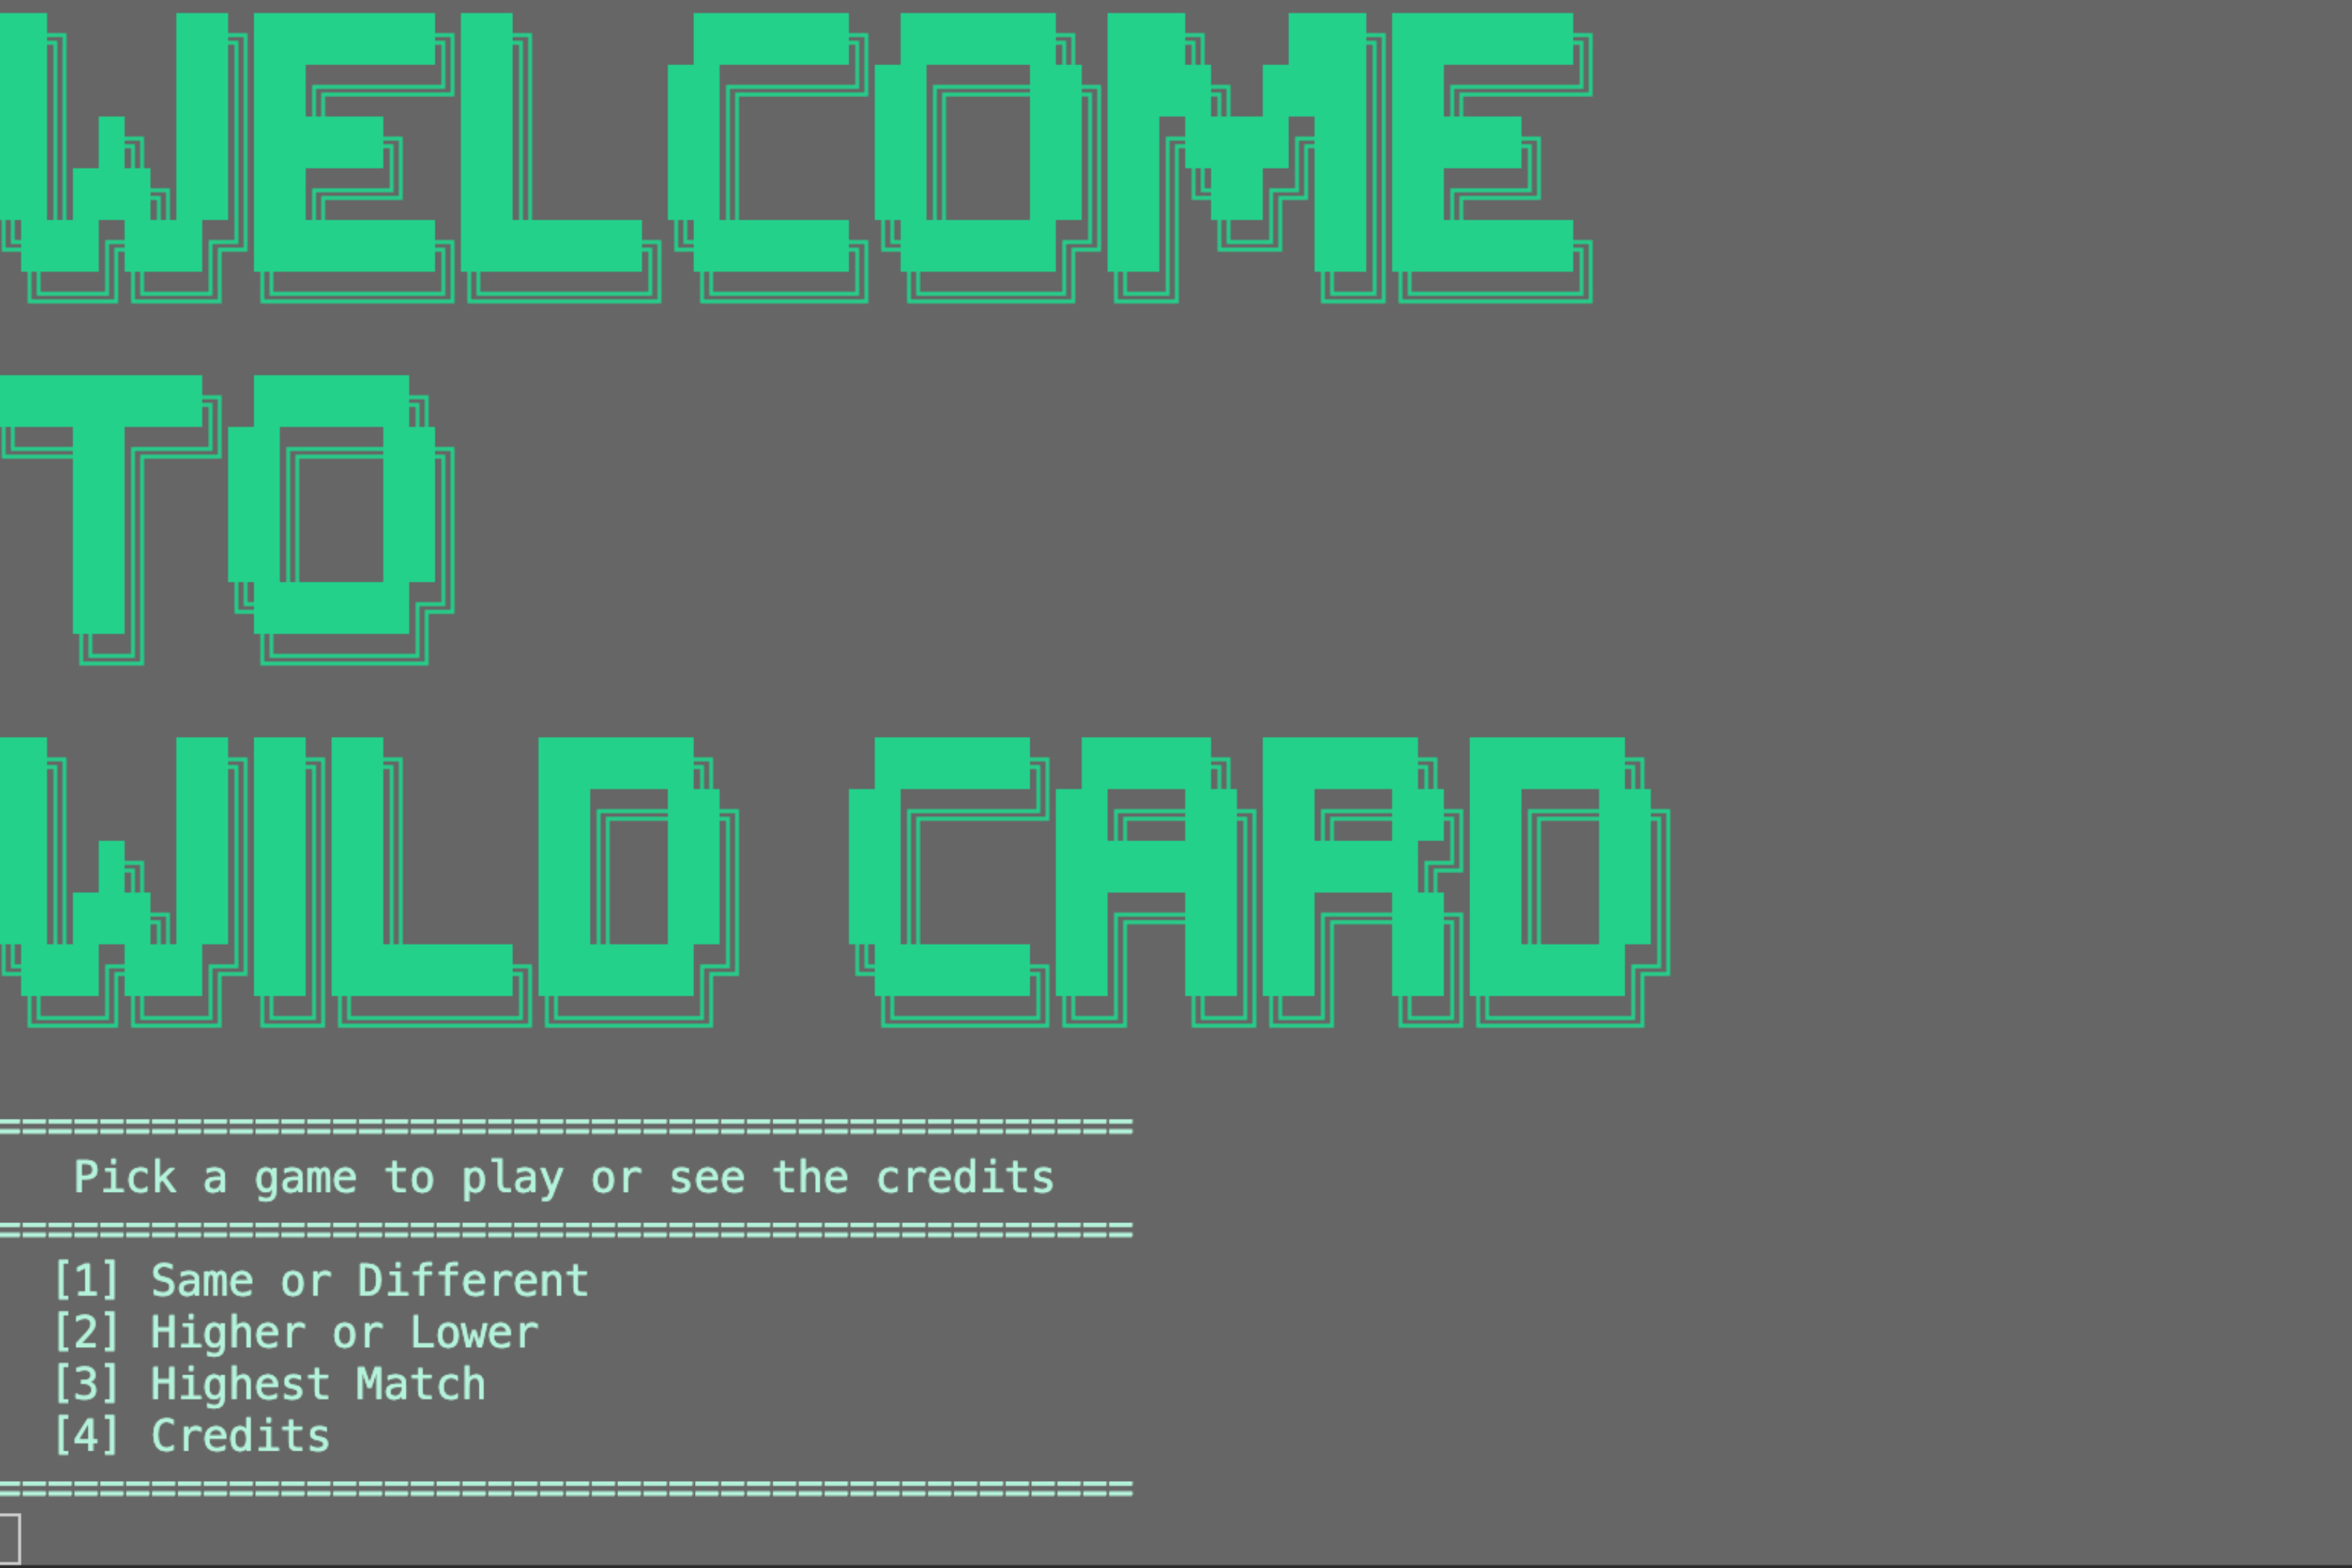 WELCOME
TO
WILD CARD
============================================
Pick a game to play or see the credits
============================================
[1] Same or Different
[2] Higher or Lower
[3] Highest Match
[4] Credits
============================================